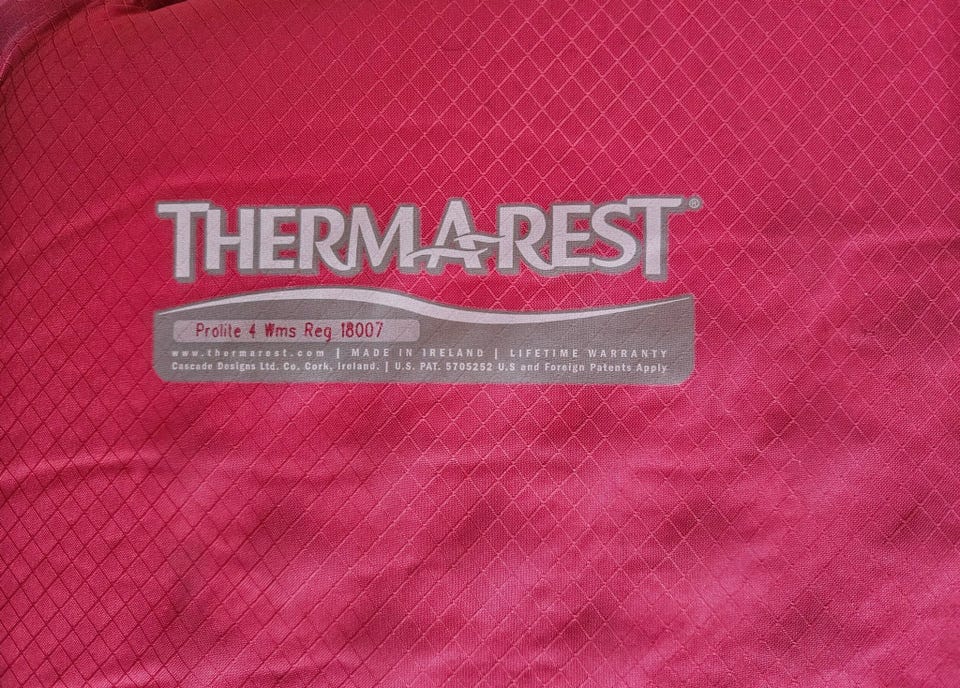 THERM-A-REST®
Prolite 4 Wms Reg 18007
www.thermarest.com | MADE IN IRELAND | LIFETIME WARRANTY
Cascade Designs Ltd. Co. Cork, Ireland. | U.S. PAT. 5705252 U.S and Foreign Patents Apply